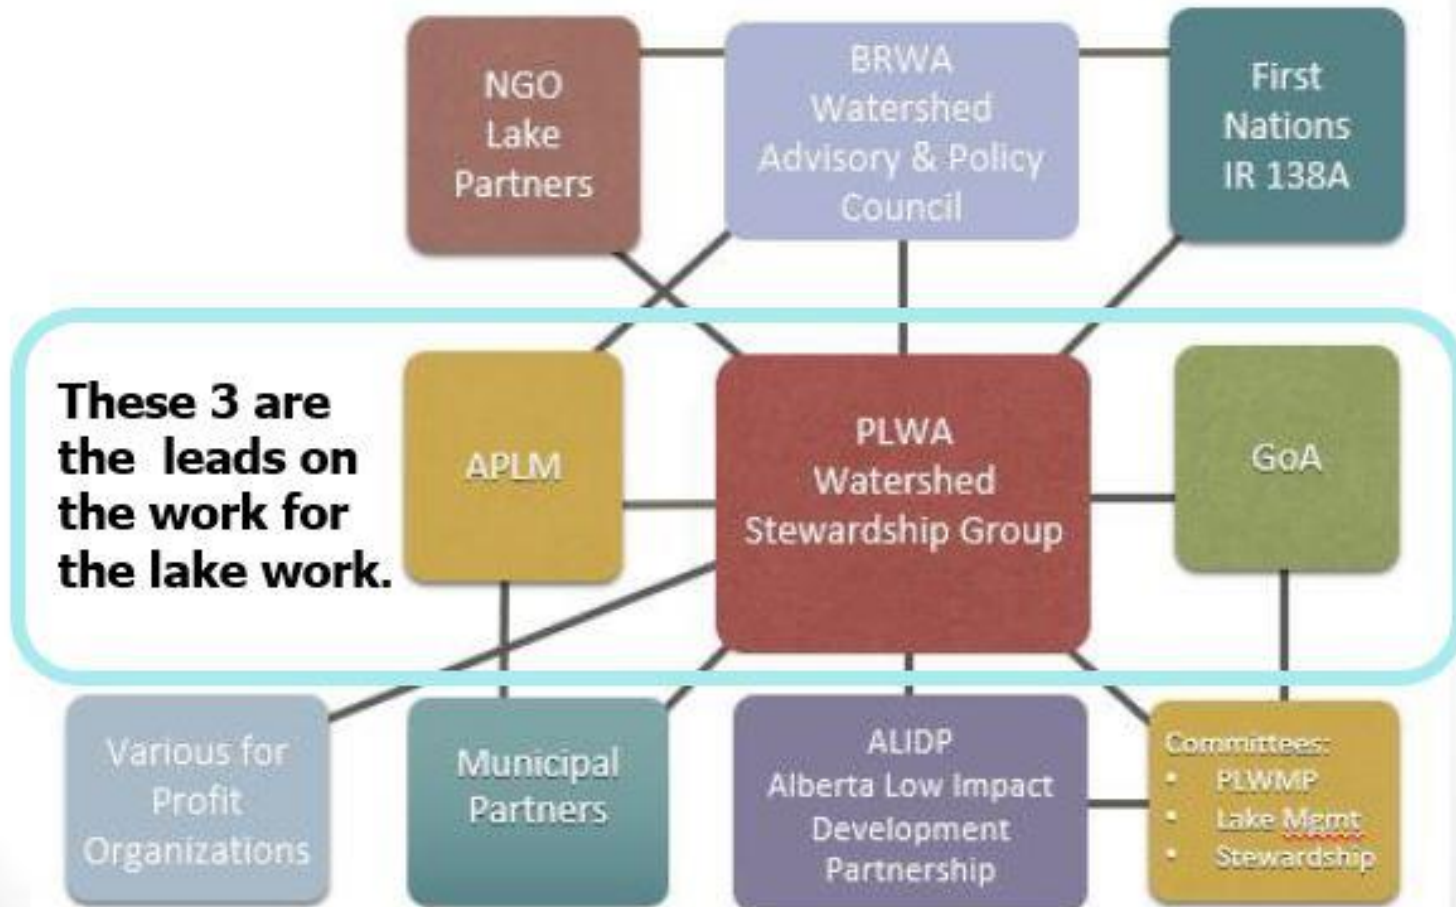 NGO
Lake
Partners
BRWA
Watershed
Advisory & Policy
Council
First
Nations
IR 138A
These 3 are
the leads on
the work for
the lake work.
APLM
PLWA
Watershed
Stewardship Group
GoA
Various for
Profit
Organizations
Municipal
Partners
ALIDP
Alberta Low Impact
Development
Partnership
Committees:
• PLWMP
• Lake Mgmt
• Stewardship